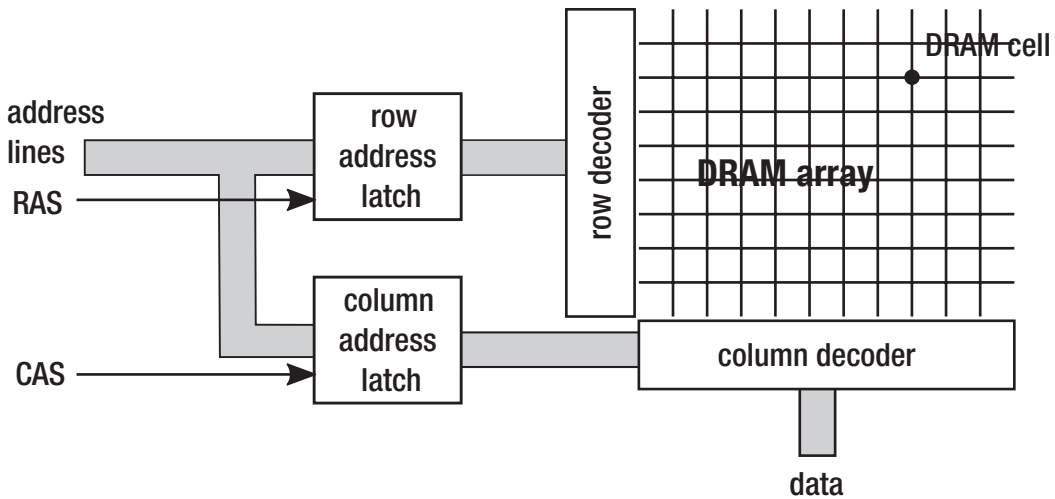 DRAM cell
address
lines
row
address
latch
row decoder
DRAM array
RAS
column
address
latch
column decoder
CAS
data